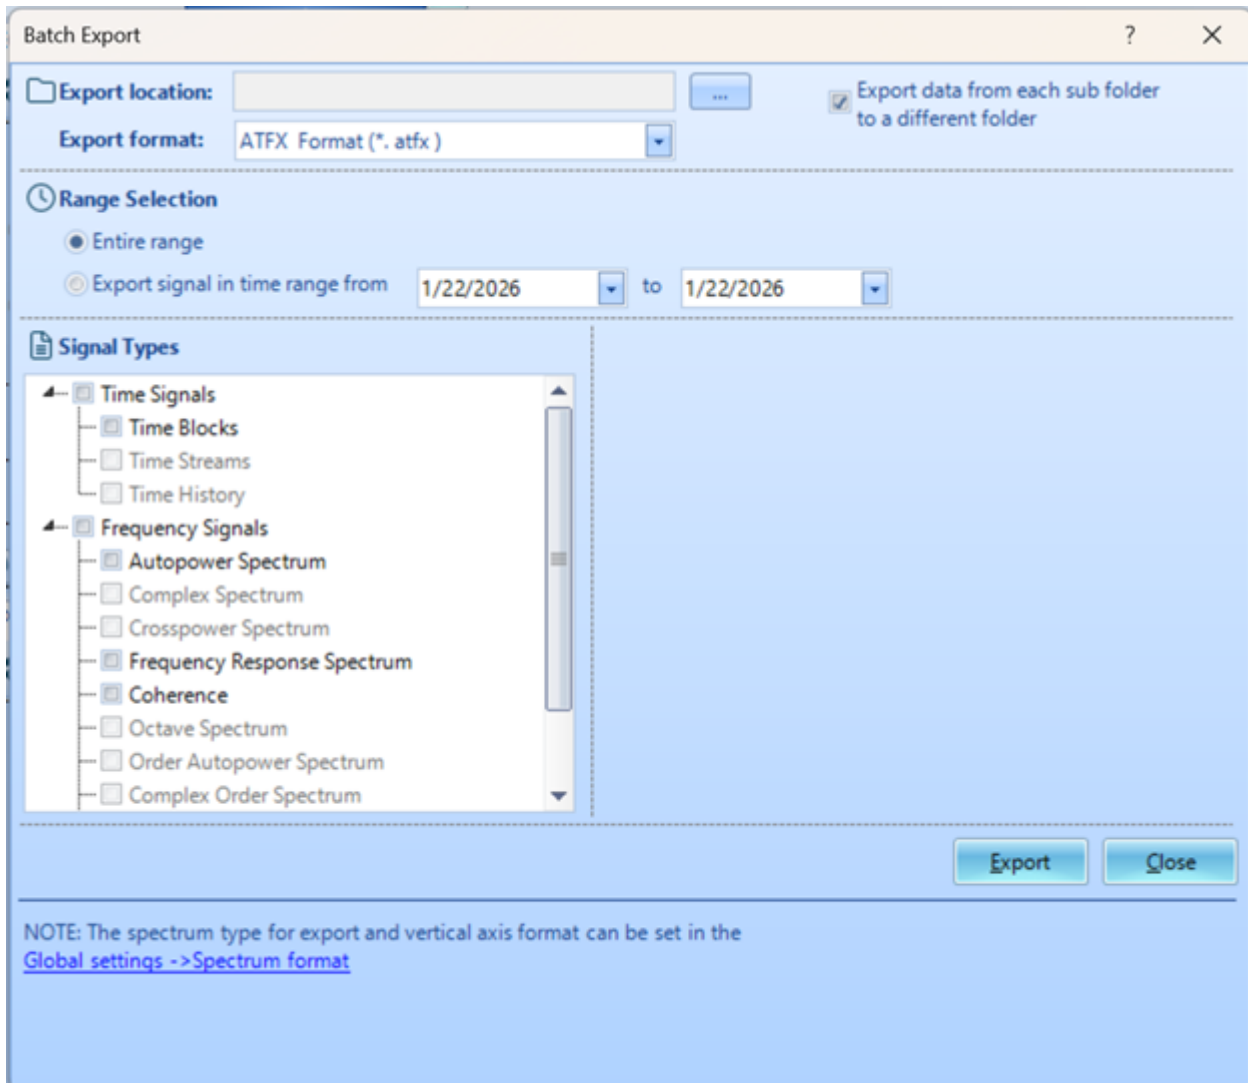 Batch Export
?
Export location:
...
Export data from each sub folder
to a different folder
Export format:
ATFX Format (*. atfx )
Range Selection
Entire range
Export signal in time range from
1/22/2026
to
1/22/2026
Signal Types
Time Signals
Time Blocks
Time Streams
Time History
Frequency Signals
Autopower Spectrum
Complex Spectrum
Crosspower Spectrum
Frequency Response Spectrum
Coherence
Octave Spectrum
Order Autopower Spectrum
Complex Order Spectrum
Export
Close
NOTE: The spectrum type for export and vertical axis format can be set in the
Global settings ->Spectrum format